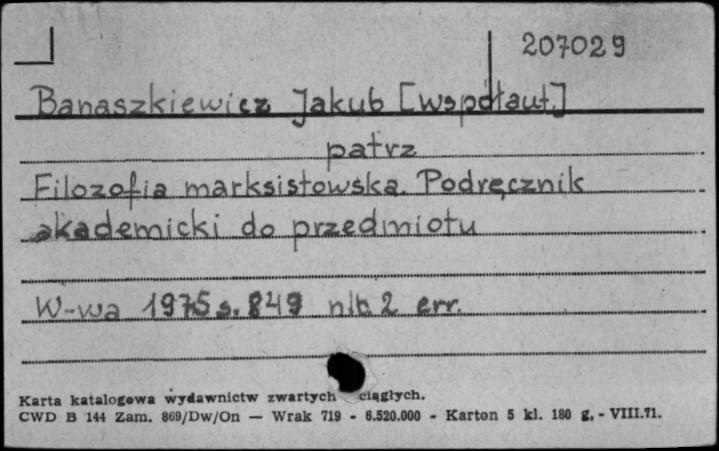 207029
Banaszkiewicz Jakub [współaut.]
patrz
Filozofia marksistowska. Podręcznik
akademicki do przedmiotu
W-wa 1975 s. 849 nlb. 2 err.
Karta katalogowa wydawnictw zwartych ciągłych.
CWD B 144 Zam. 869/Dw/On — Wrak 719 - 6.520.000 - Karton 5 kl. 180 g. - VIII.71.